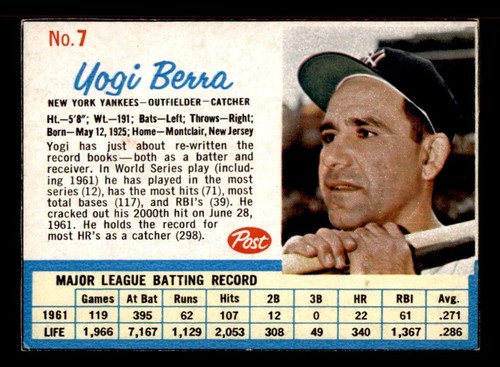 No. 7
Yogi Berra
NEW YORK YANKEES—OUTFIELDER—CATCHER
Ht.—5'8"; Wt.—191; Bats—Left; Throws—Right;
Born—May 12, 1925; Home—Montclair, New Jersey
Yogi has just about re-written the
record books—both as a batter and
receiver. In World Series play (including
1961) he has played in the most
series (12), has the most hits (71), most
total bases (117), and RBI's (39). He
cracked out his 2000th hit on June 28,
1961. He holds the record for
most HR's as a catcher (298).
Post
MAJOR LEAGUE BATTING RECORD
Games At Bat Runs Hits 2B 3B HR RBI Avg.
1961 119 395 62 107 12 0 22 61 .271
LIFE 1,966 7,167 1,129 2,053 308 49 340 1,367 .286